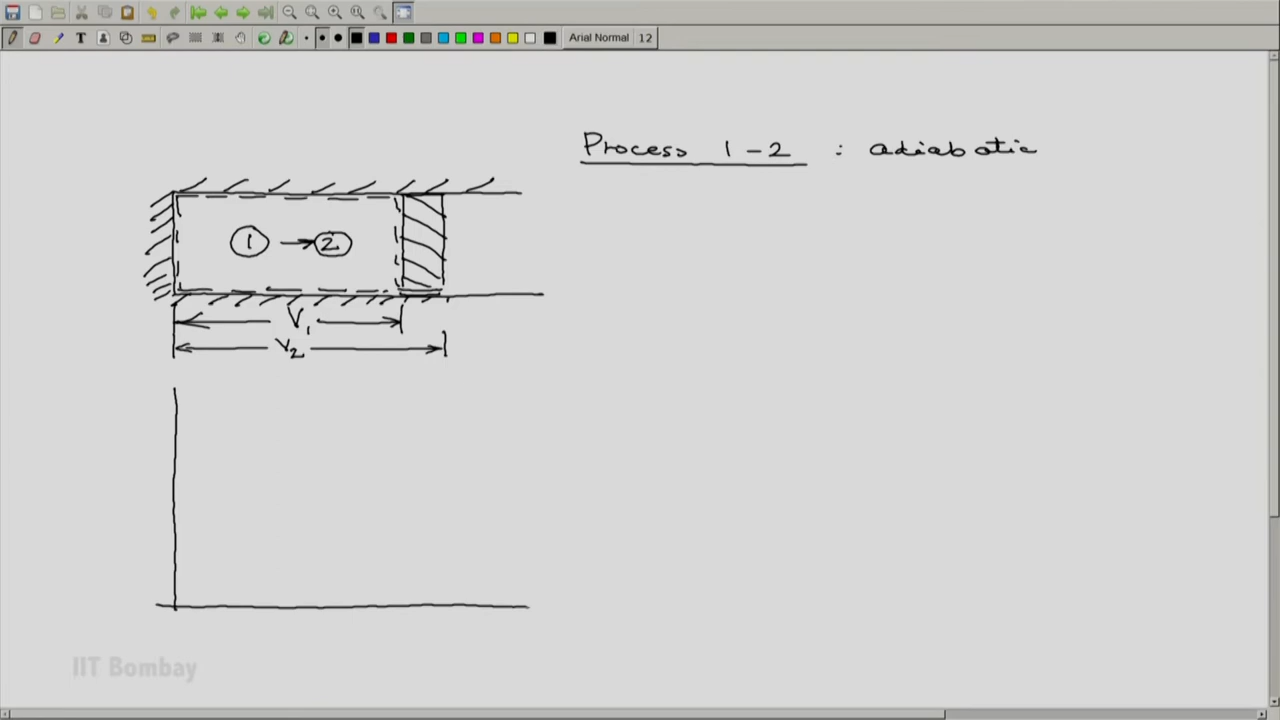 Arial Normal 12
Process 1-2 : adiabatic
1 → 2
V₁
V₂
IIT Bombay